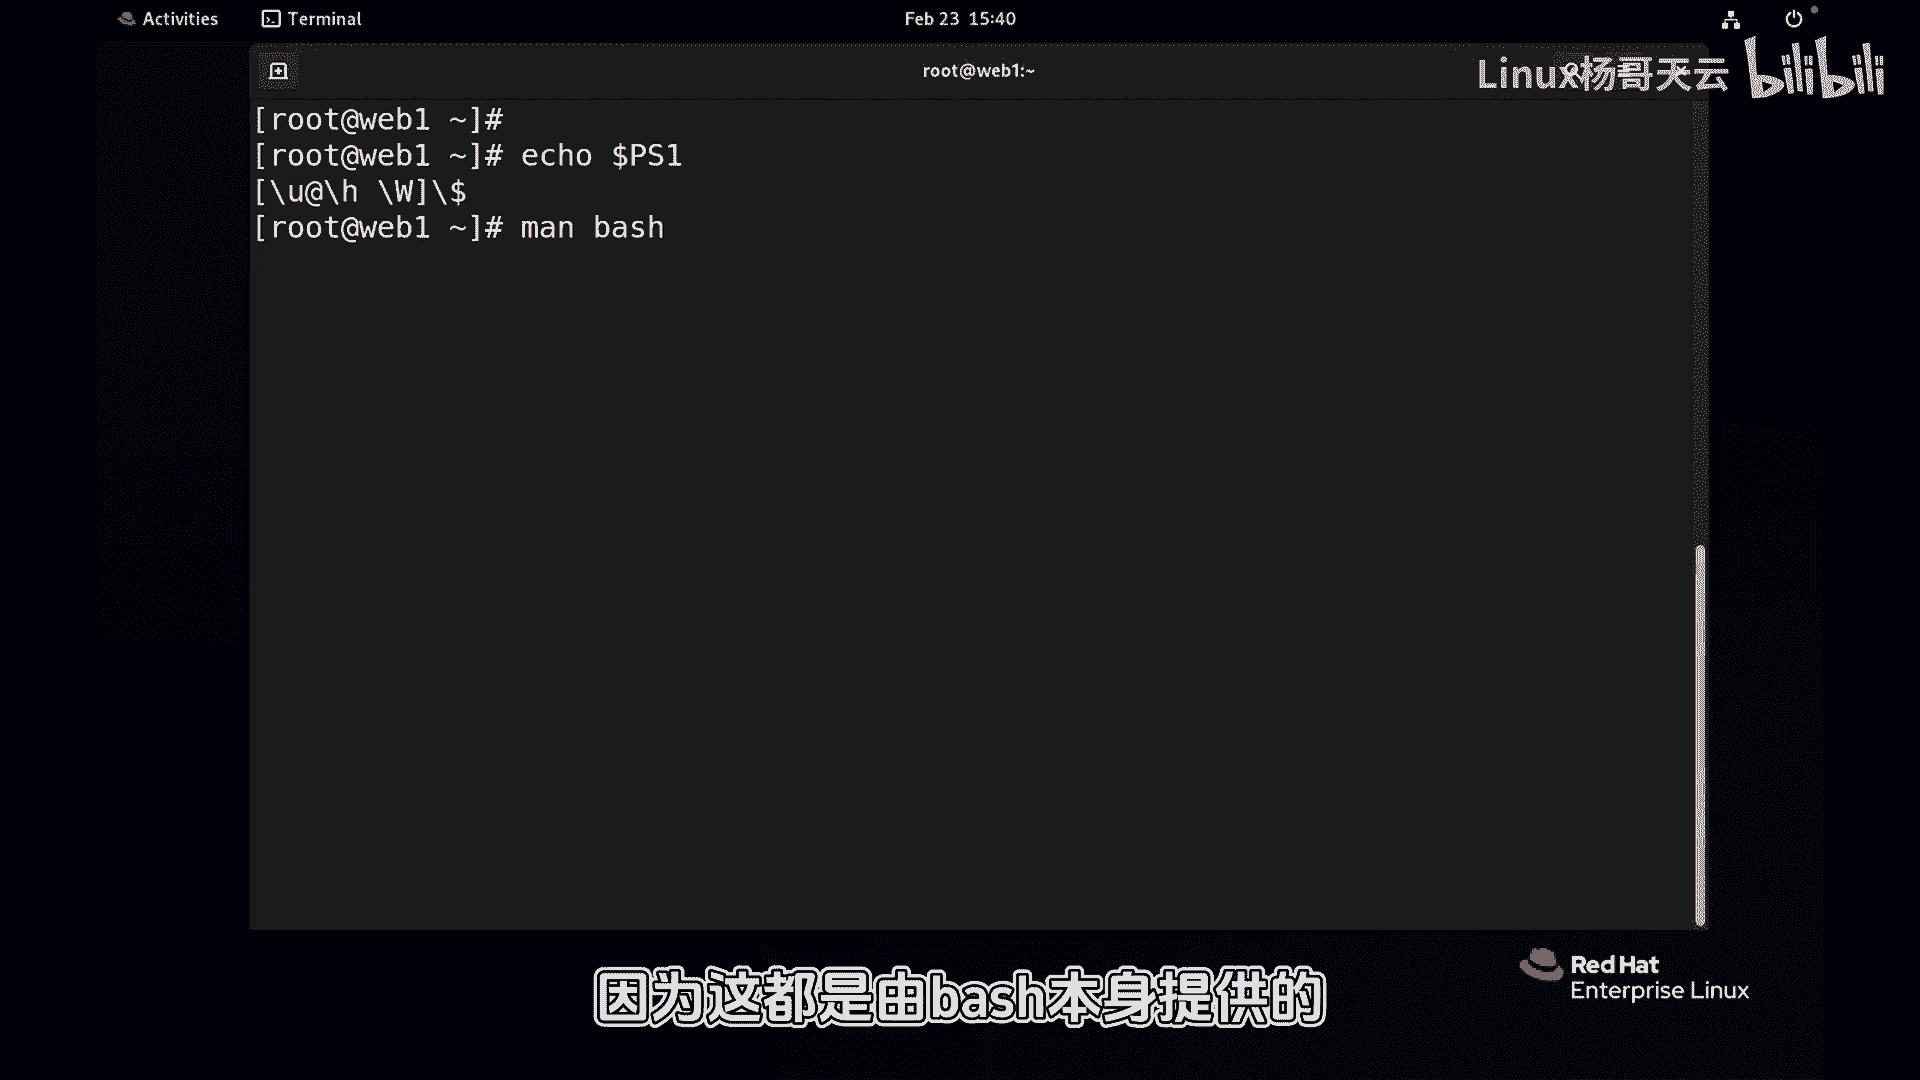 Activities
Terminal
Feb 23 15:40
root@web1:~
Linux杨哥天云 bilibili
[root@web1 ~]#
[root@web1 ~]# echo $PS1
[\u@\h \W]\$
[root@web1 ~]# man bash
Red Hat
Enterprise Linux
因为这都是由bash本身提供的